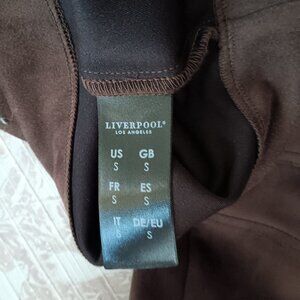 LIVERPOOL®
LOS ANGELES
US GB
S S
FR ES
S S
IT DE/EU
S S